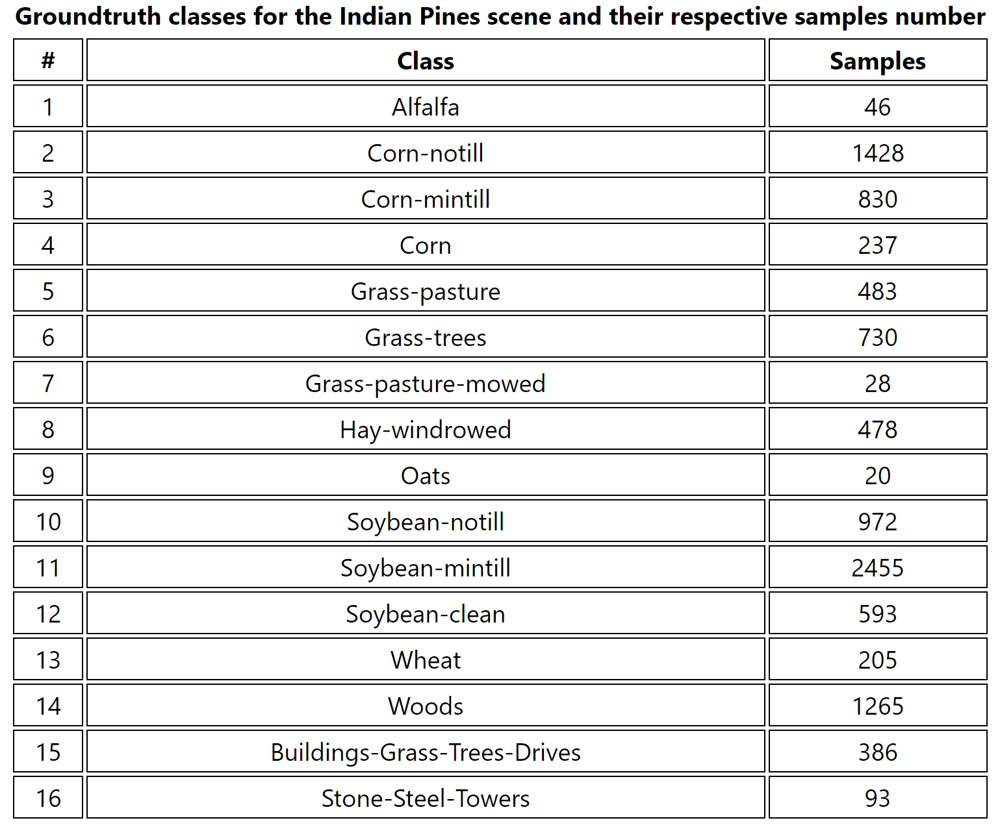 Groundtruth classes for the Indian Pines scene and their respective samples number
# Class Samples
1 Alfalfa 46
2 Corn-notill 1428
3 Corn-mintill 830
4 Corn 237
5 Grass-pasture 483
6 Grass-trees 730
7 Grass-pasture-mowed 28
8 Hay-windrowed 478
9 Oats 20
10 Soybean-notill 972
11 Soybean-mintill 2455
12 Soybean-clean 593
13 Wheat 205
14 Woods 1265
15 Buildings-Grass-Trees-Drives 386
16 Stone-Steel-Towers 93